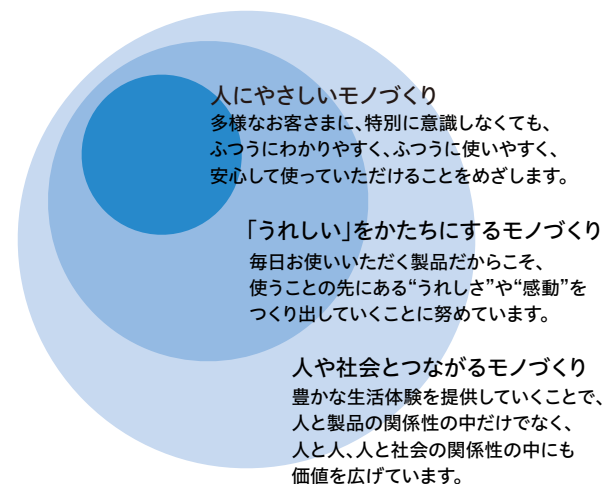 人にやさしいモノづくり
多様なお客さまに、特別に意識しなくても、
ふつうにわかりやすく、ふつうに使いやすく、
安心して使っていただけることをめざします。
「うれしい」をかたちにするモノづくり
毎日お使いいただく製品だからこそ、
使うことの先にある“うれしさ”や“感動”を
つくり出していくことに努めています。
人や社会とつながるモノづくり
豊かな生活体験を提供していくことで、
人と製品の関係性の中だけでなく、
人と人、人と社会の関係性の中にも
価値を広げています。